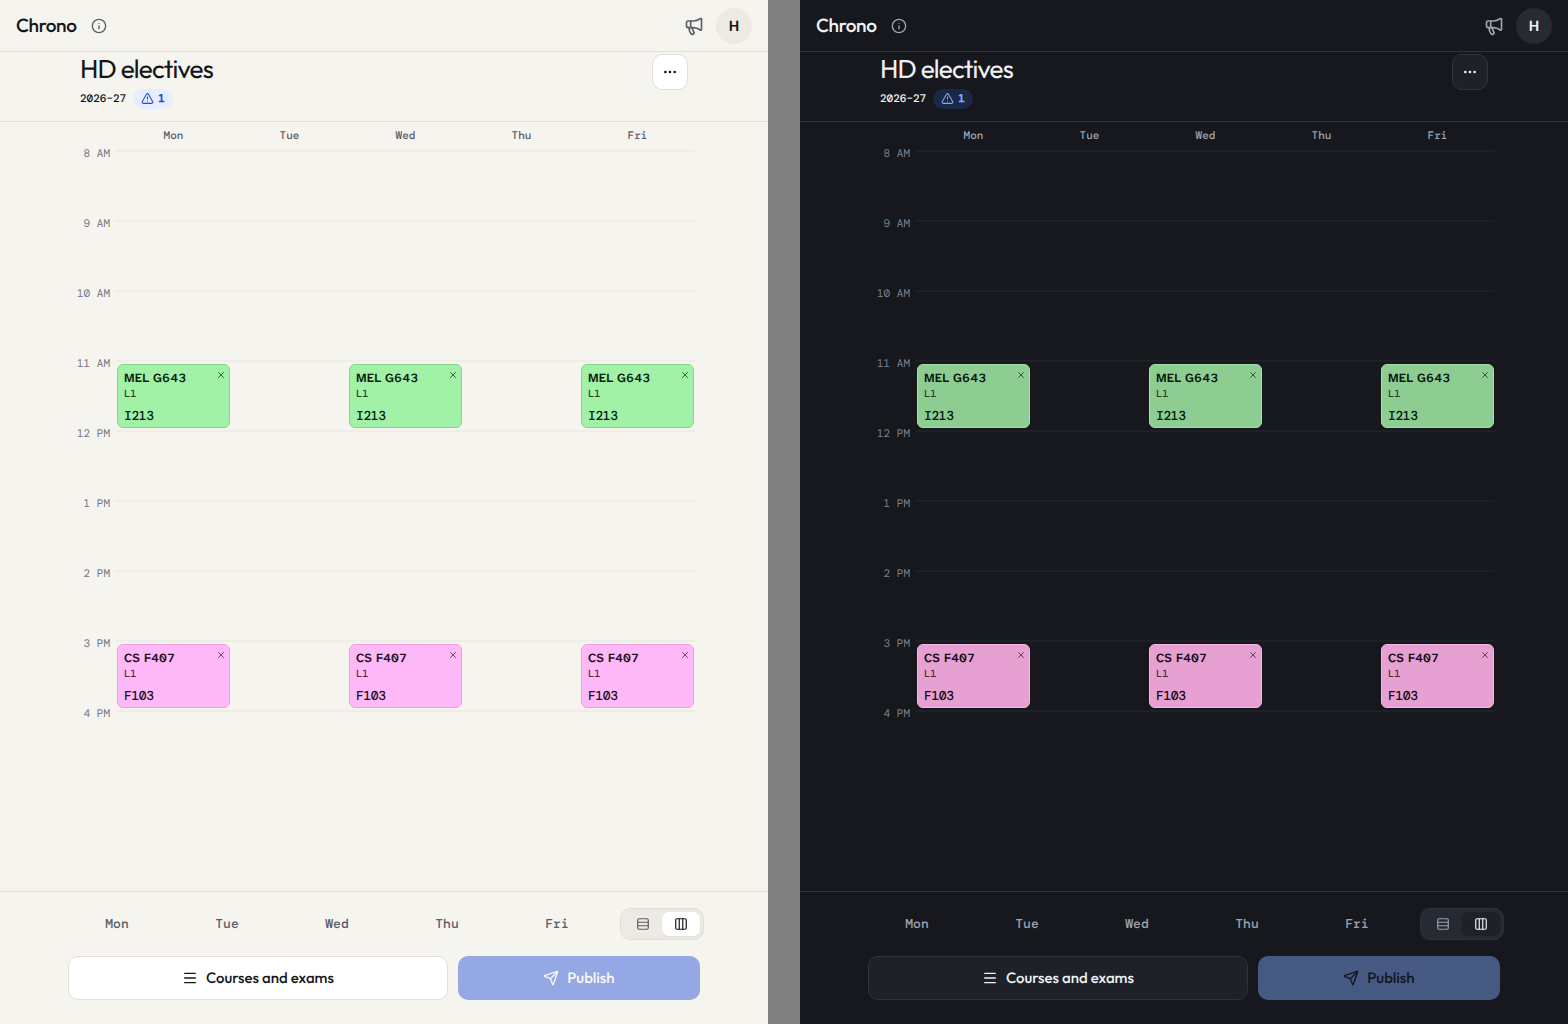 Chrono
H
HD electives
2026-27 1
Mon Tue Wed Thu Fri
8 AM
9 AM
10 AM
11 AM
MEL G643 MEL G643 MEL G643
L1 L1 L1
I213 I213 I213
12 PM
1 PM
2 PM
3 PM
CS F407 CS F407 CS F407
L1 L1 L1
F103 F103 F103
4 PM
Mon Tue Wed Thu Fri
Courses and exams Publish
Chrono
H
HD electives
2026-27 1
Mon Tue Wed Thu Fri
8 AM
9 AM
10 AM
11 AM
MEL G643 MEL G643 MEL G643
L1 L1 L1
I213 I213 I213
12 PM
1 PM
2 PM
3 PM
CS F407 CS F407 CS F407
L1 L1 L1
F103 F103 F103
4 PM
Mon Tue Wed Thu Fri
Courses and exams Publish